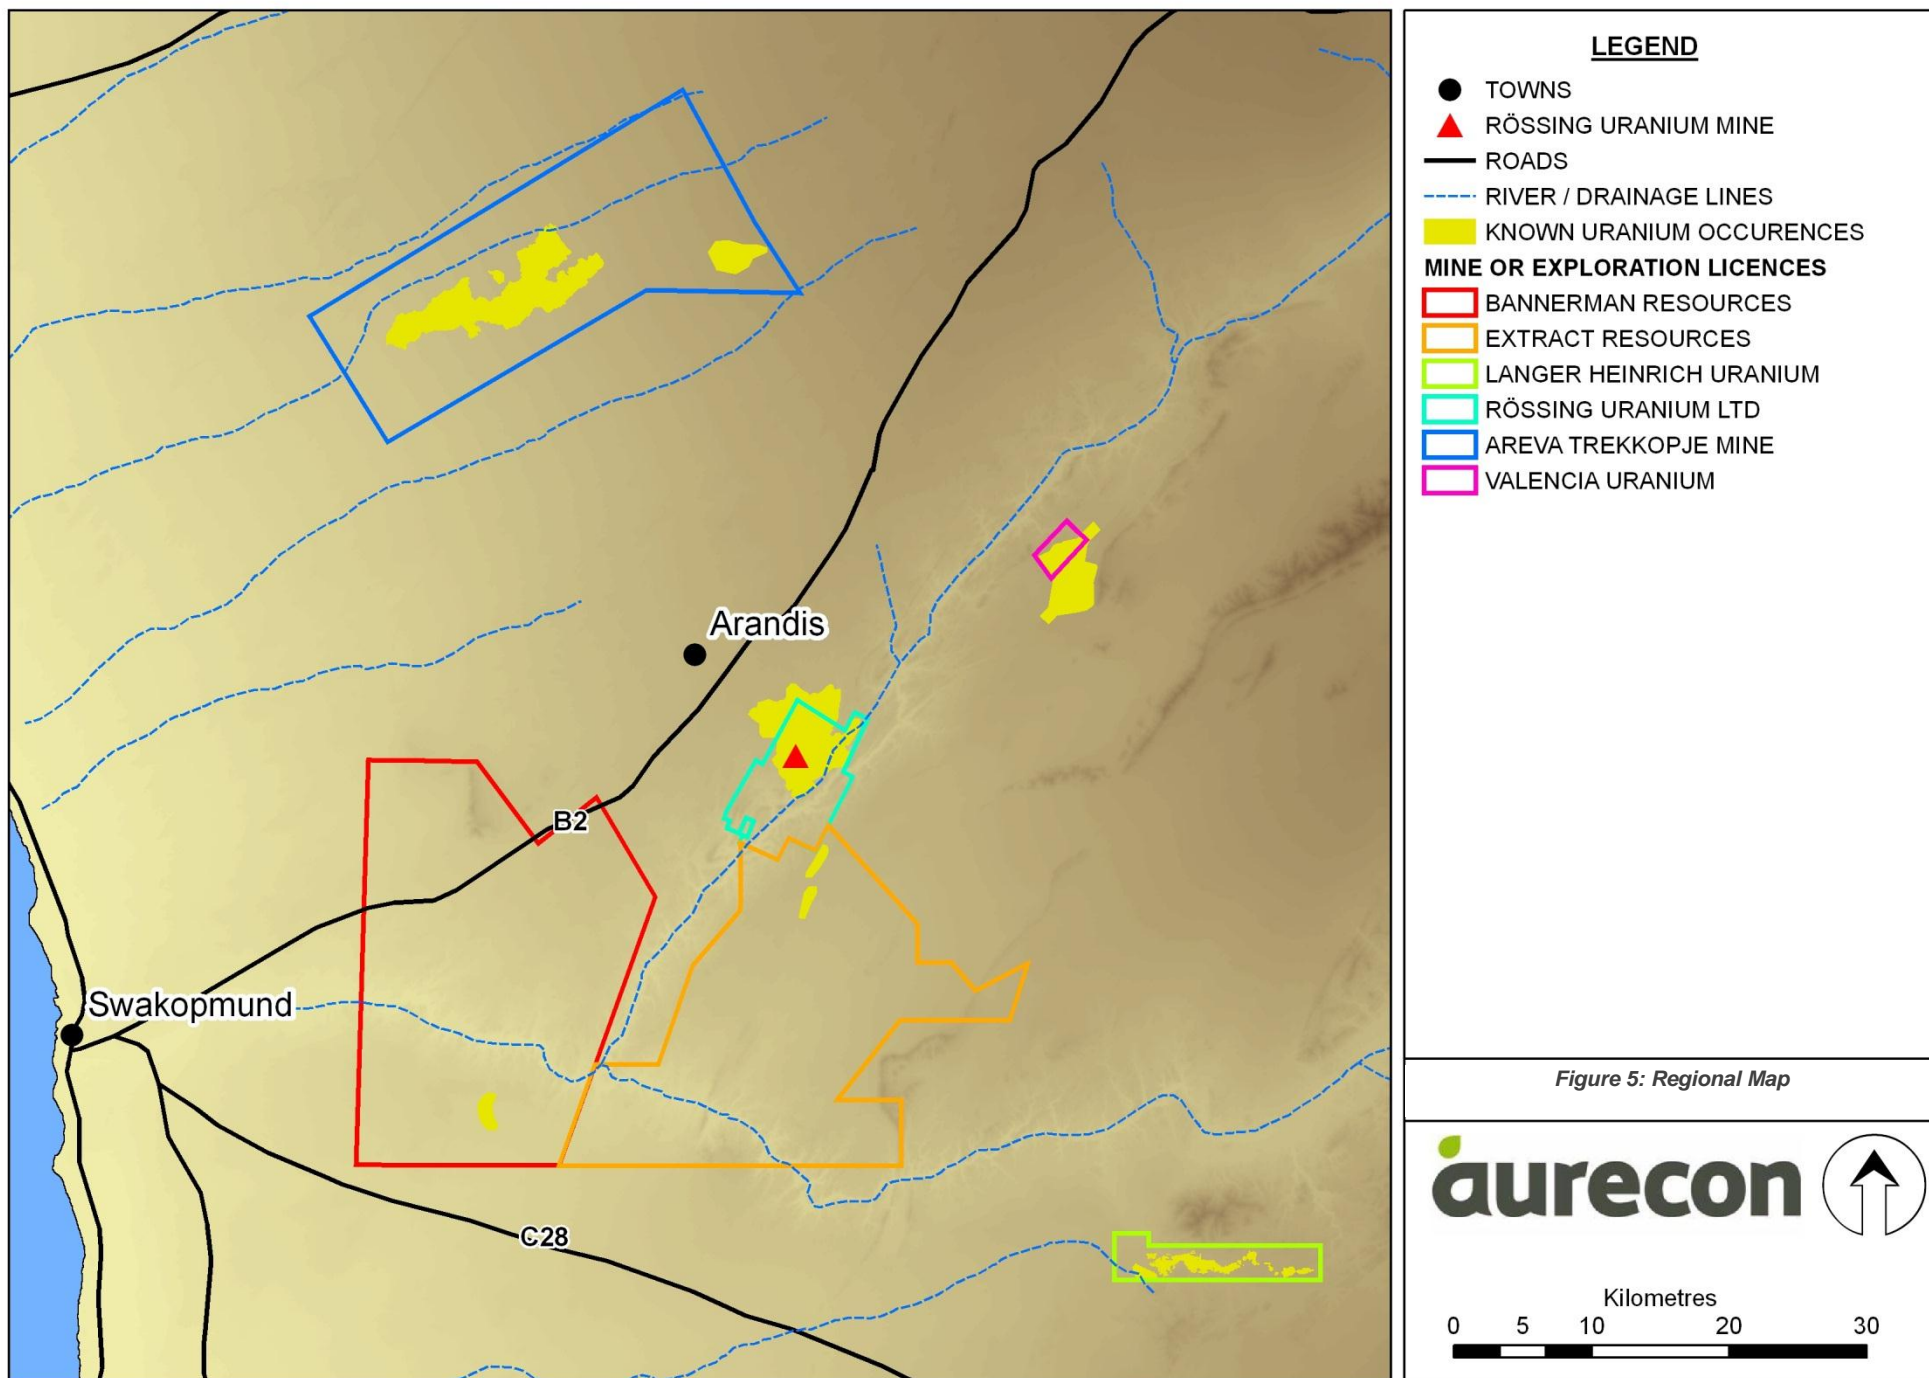 Arandis
B2
Swakopmund
C28
LEGEND
TOWNS
RÖSSING URANIUM MINE
ROADS
RIVER / DRAINAGE LINES
KNOWN URANIUM OCCURENCES
MINE OR EXPLORATION LICENCES
BANNERMAN RESOURCES
EXTRACT RESOURCES
LANGER HEINRICH URANIUM
RÖSSING URANIUM LTD
AREVA TREKKOPJE MINE
VALENCIA URANIUM
Figure 5: Regional Map
aurecon
Kilometres
0 5 10 20 30